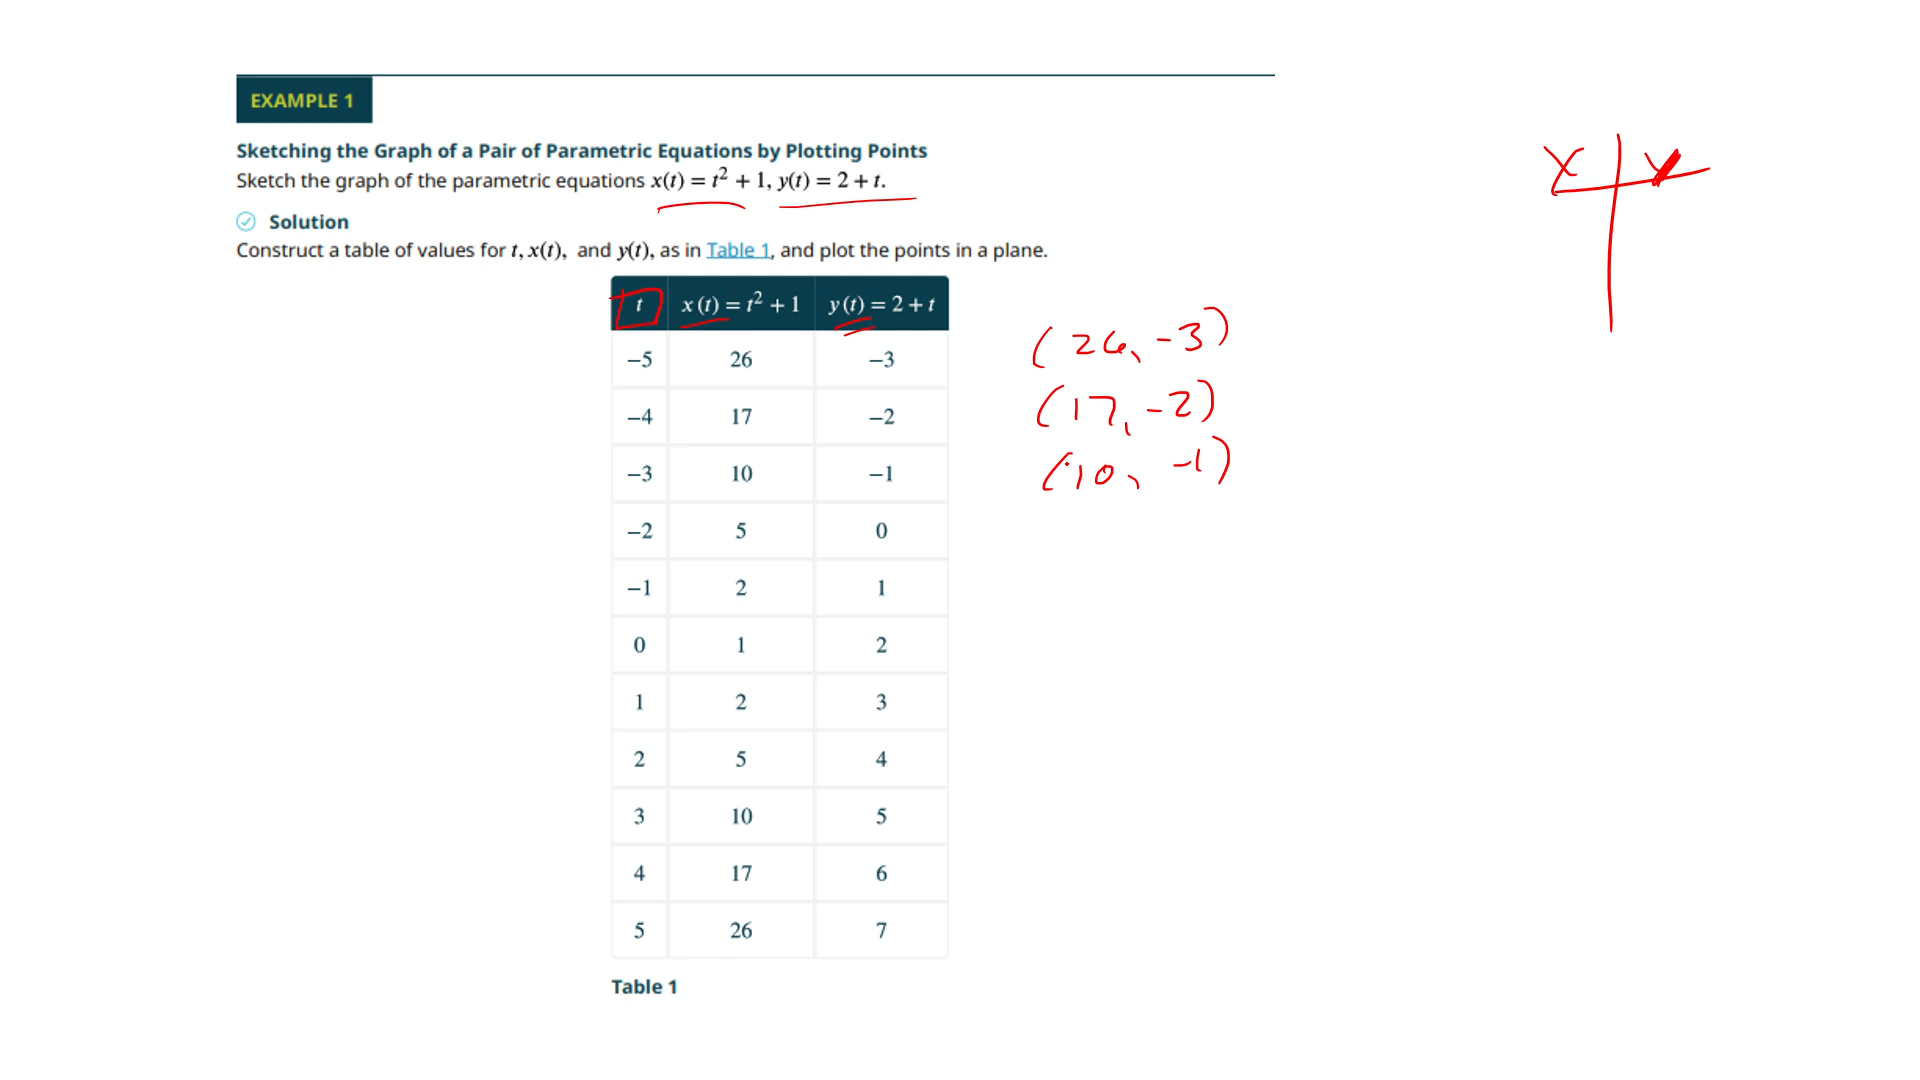 EXAMPLE 1
Sketching the Graph of a Pair of Parametric Equations by Plotting Points
Sketch the graph of the parametric equations x(t) = t² + 1, y(t) = 2 + t.
Solution
Construct a table of values for t, x(t), and y(t), as in Table 1, and plot the points in a plane.
t x(t) = t² + 1 y(t) = 2 + t
−5 26 −3
−4 17 −2
−3 10 −1
−2 5 0
−1 2 1
0 1 2
1 2 3
2 5 4
3 10 5
4 17 6
5 26 7
Table 1
(26, -3)
(17, -2)
(10, -1)
x y